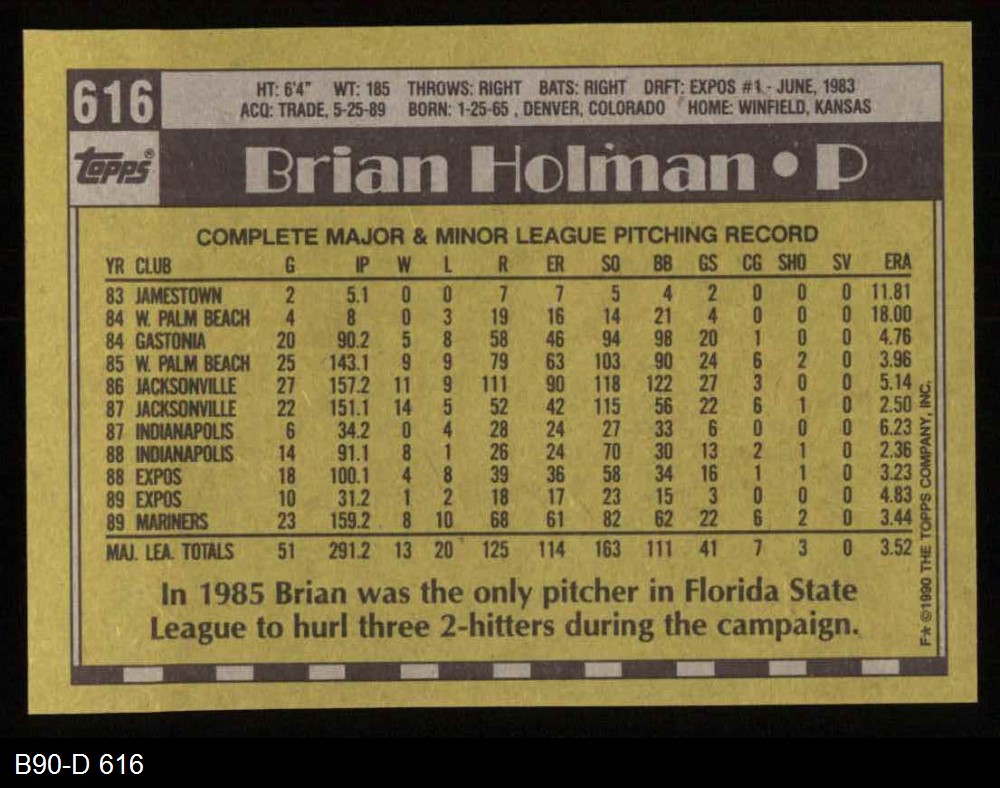 616
HT: 6'4" WT: 185 THROWS: RIGHT BATS: RIGHT DRFT: EXPOS #1 - JUNE, 1983
ACQ: TRADE, 5-25-89 BORN: 1-25-65 , DENVER, COLORADO HOME: WINFIELD, KANSAS
topps®
Brian Holman • P
COMPLETE MAJOR & MINOR LEAGUE PITCHING RECORD
YR CLUB G IP W L R ER SO BB GS CG SHO SV ERA
83 JAMESTOWN 2 5.1 0 0 7 7 5 4 2 0 0 0 11.81
84 W. PALM BEACH 4 8 0 3 19 16 14 21 4 0 0 0 18.00
84 GASTONIA 20 90.2 5 8 58 46 94 98 20 1 0 0 4.76
85 W. PALM BEACH 25 143.1 9 9 79 63 103 90 24 6 2 0 3.96
86 JACKSONVILLE 27 157.2 11 9 111 90 118 122 27 3 0 0 5.14
87 JACKSONVILLE 22 151.1 14 5 52 42 115 56 22 6 1 0 2.50
87 INDIANAPOLIS 6 34.2 0 4 28 24 27 33 6 0 0 0 6.23
88 INDIANAPOLIS 14 91.1 8 1 26 24 70 30 13 2 1 0 2.36
88 EXPOS 18 100.1 4 8 39 36 58 34 16 1 1 0 3.23
89 EXPOS 10 31.2 1 2 18 17 23 15 3 0 0 0 4.83
89 MARINERS 23 159.2 8 10 68 61 82 62 22 6 2 0 3.44
MAJ. LEA. TOTALS 51 291.2 13 20 125 114 163 111 41 7 3 0 3.52
In 1985 Brian was the only pitcher in Florida State
League to hurl three 2-hitters during the campaign.
F* ©1990 THE TOPPS COMPANY, INC.
B90-D 616